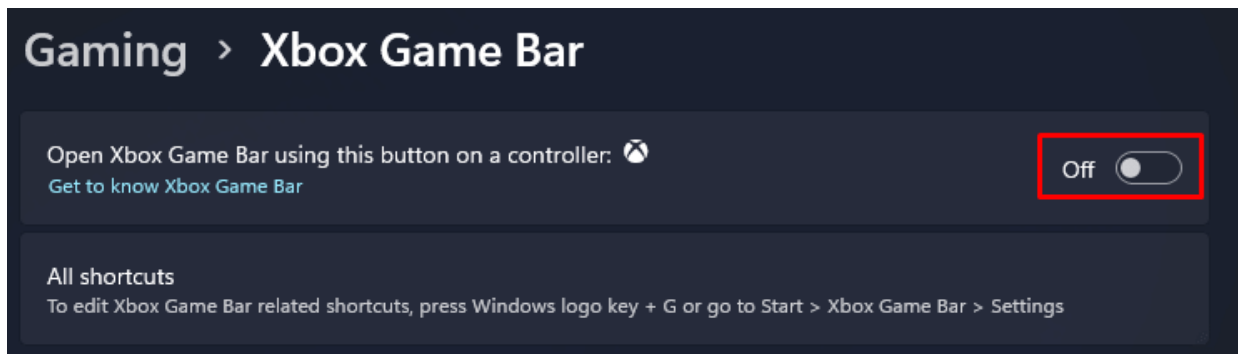 Gaming > Xbox Game Bar
Open Xbox Game Bar using this button on a controller:
Off
Get to know Xbox Game Bar
All shortcuts
To edit Xbox Game Bar related shortcuts, press Windows logo key + G or go to Start > Xbox Game Bar > Settings